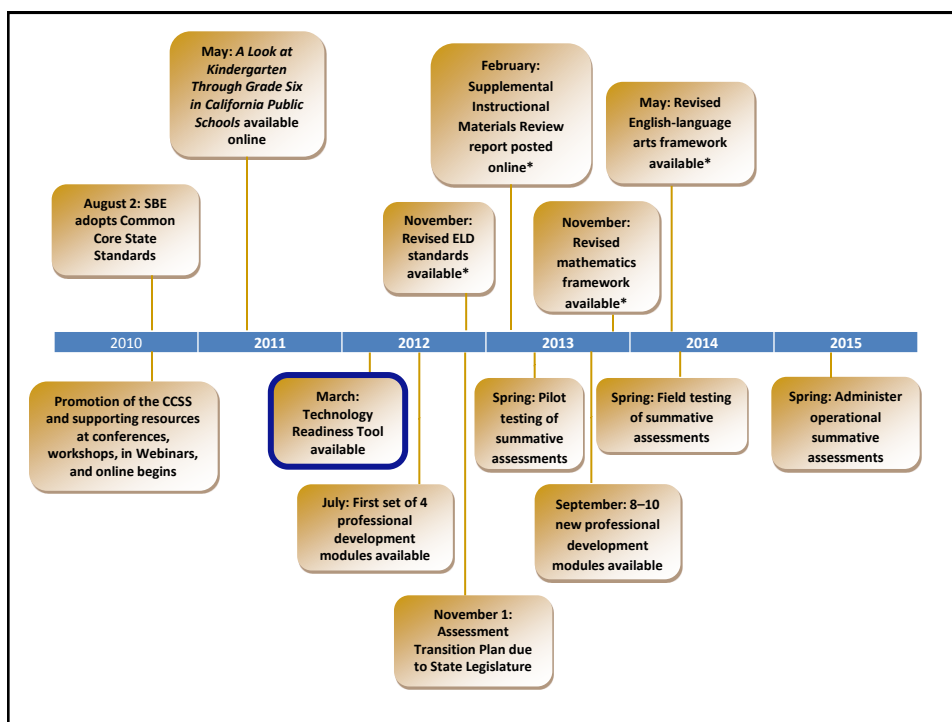 May: A Look at
Kindergarten
Through Grade Six
in California Public
Schools available
online
February:
Supplemental
Instructional
Materials Review
report posted
online*
May: Revised
English-language
arts framework
available*
August 2: SBE
adopts Common
Core State
Standards
November:
Revised ELD
standards
available*
November:
Revised
mathematics
framework
available*
2010
2011
2012
2013
2014
2015
Promotion of the CCSS
and supporting resources
at conferences,
workshops, in Webinars,
and online begins
March:
Technology
Readiness Tool
available
Spring: Pilot
testing of
summative
assessments
Spring: Field testing
of summative
assessments
Spring: Administer
operational
summative
assessments
July: First set of 4
professional
development
modules available
September: 8–10
new professional
development
modules available
November 1:
Assessment
Transition Plan due
to State Legislature